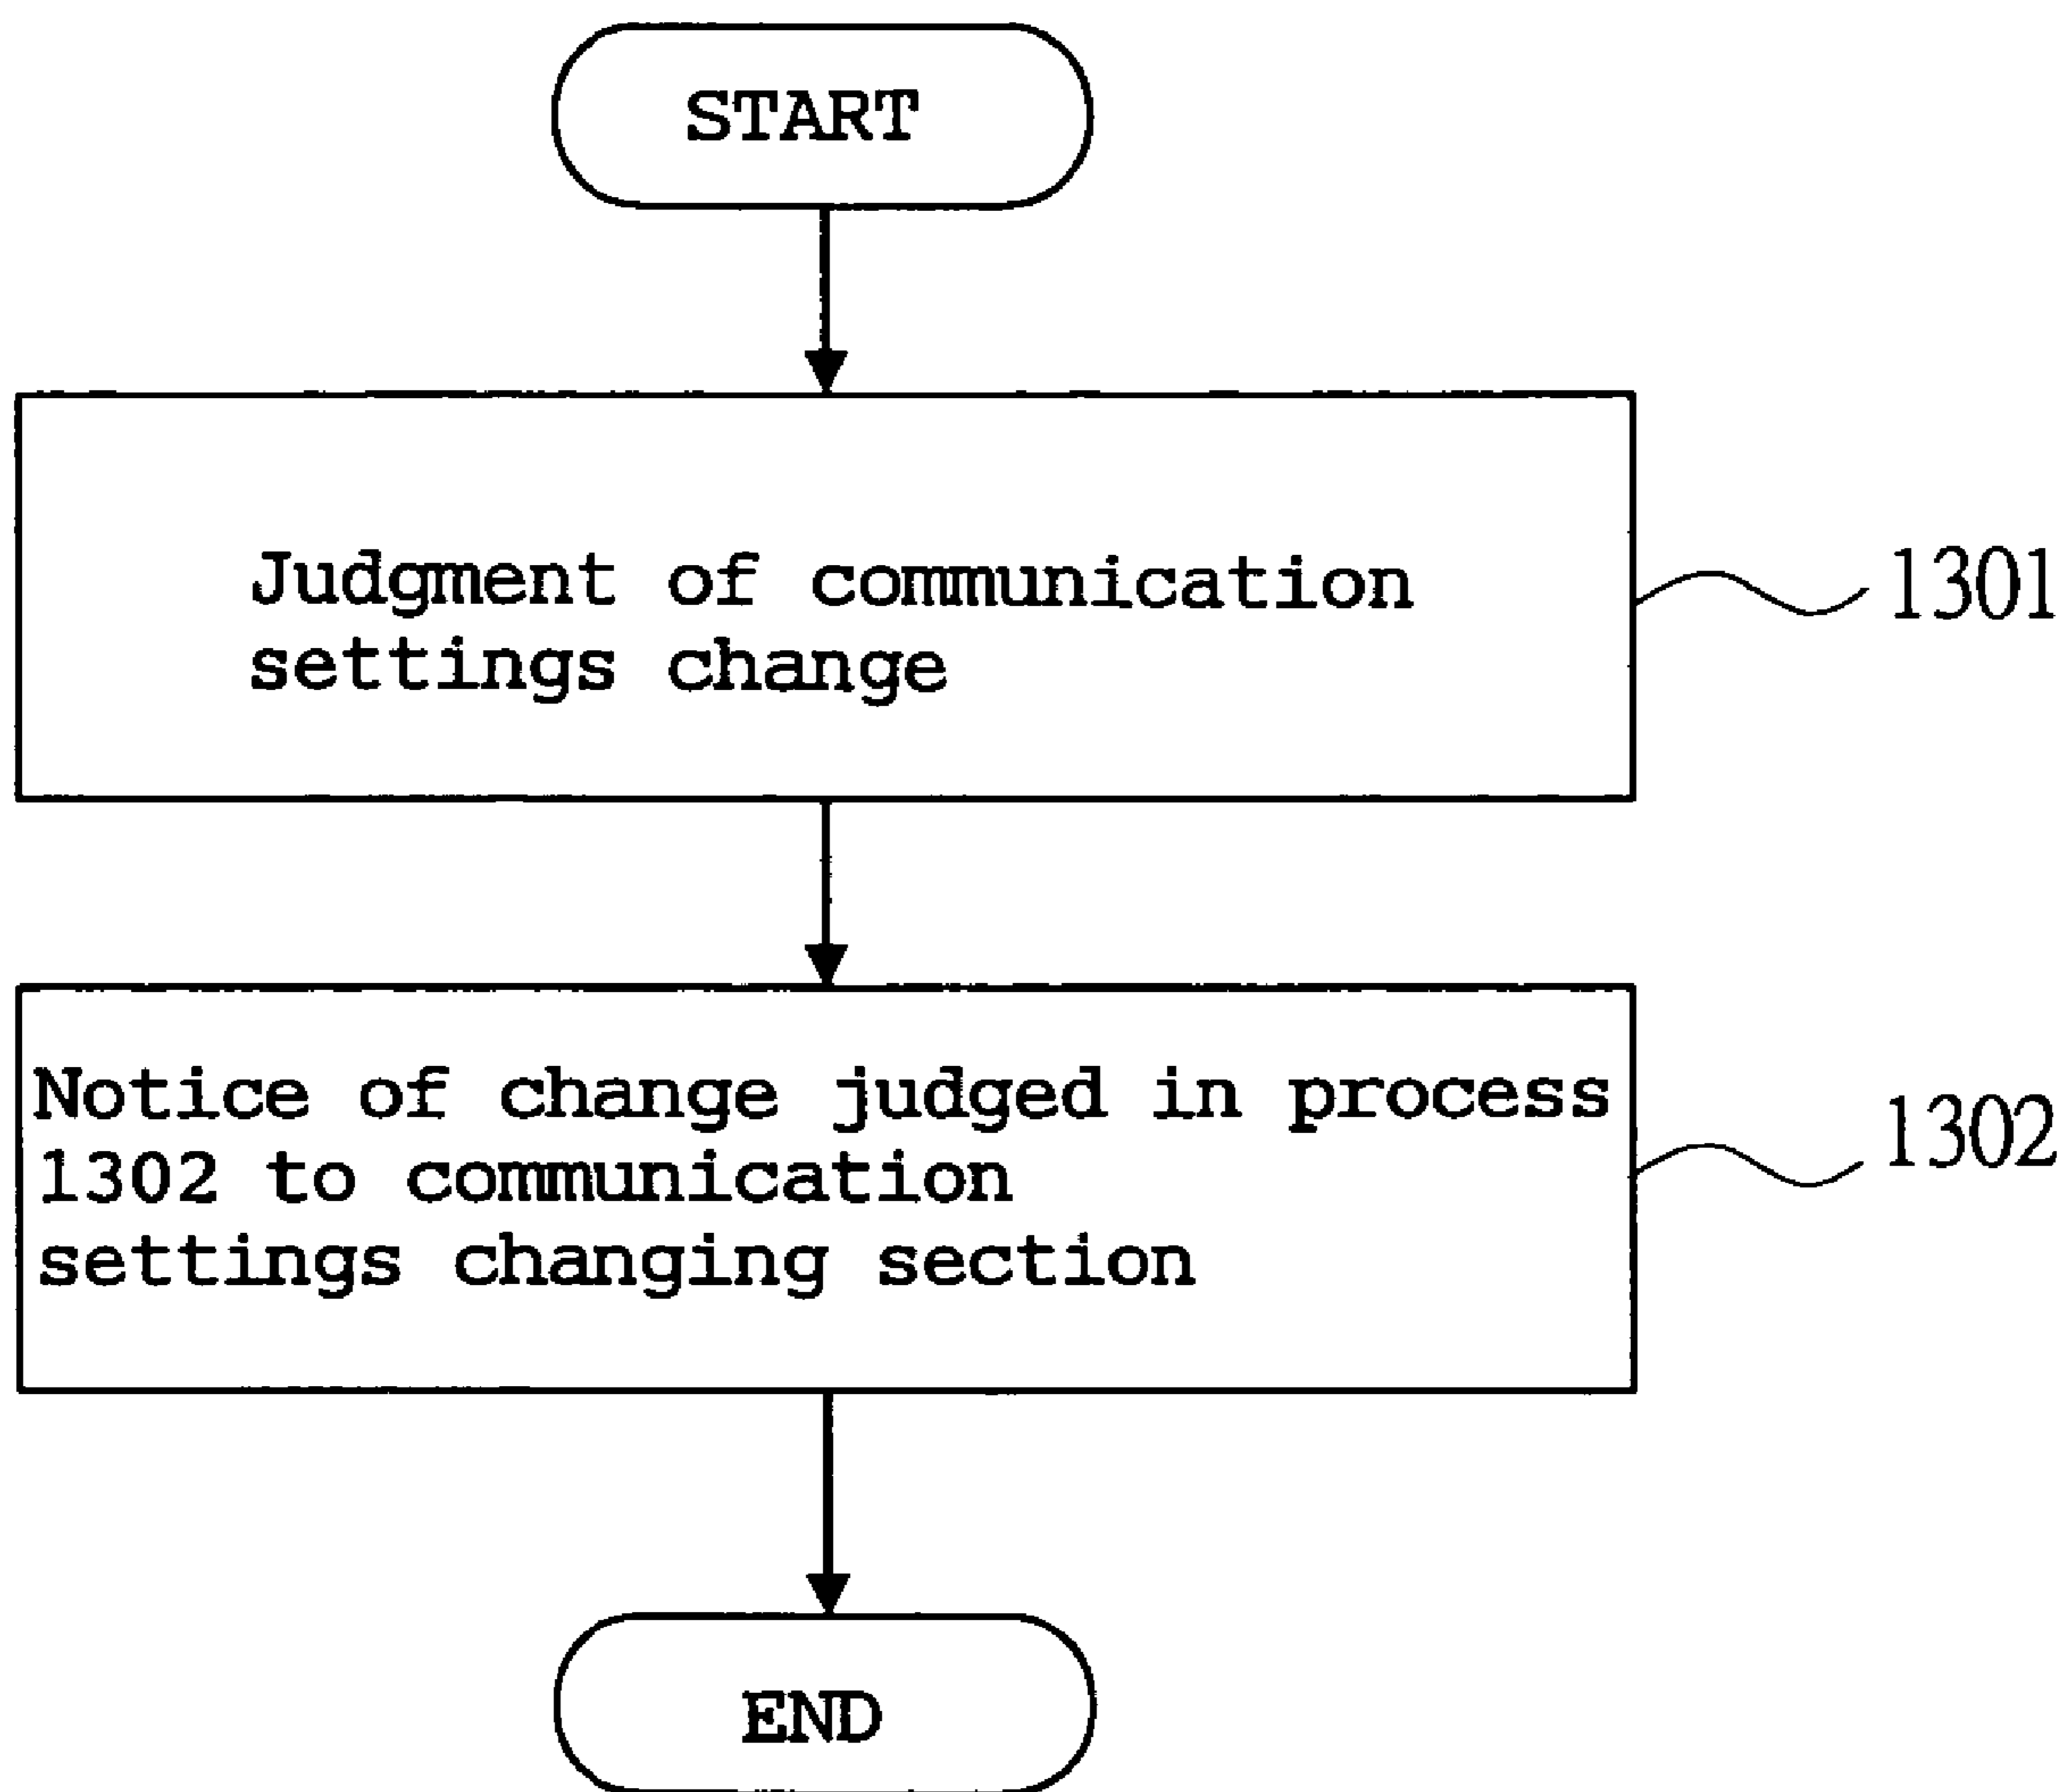 START
Judgment of communication
settings change
1301
Notice of change judged in process
1302 to communication
settings changing section
1302
END